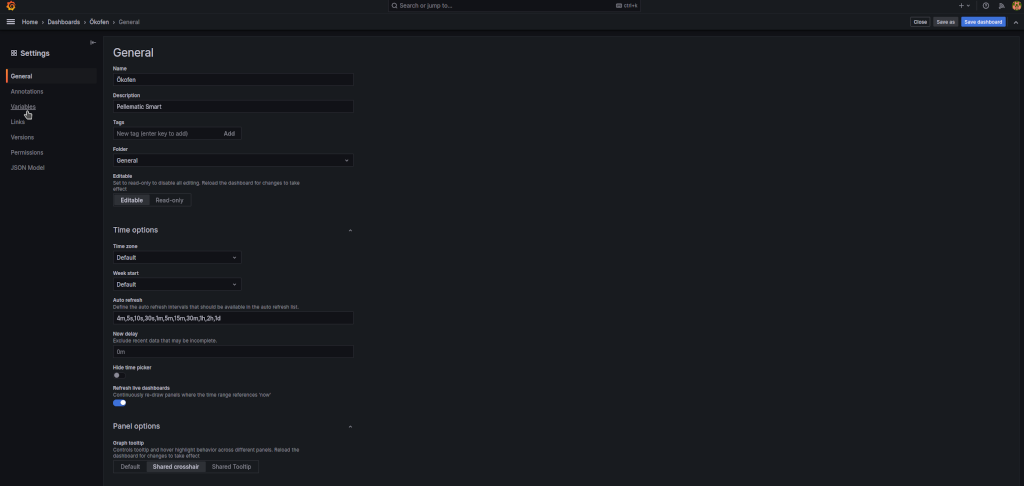 Search or jump to...
ctrl+k
Home > Dashboards > Ökofen > General
Close
Save as
Save dashboard
Settings
General
Annotations
Variables
Links
Versions
Permissions
JSON Model
General
Name
Ökofen
Description
Pellematic Smart
Tags
New tag (enter key to add)
Add
Folder
General
Editable
Set to read-only to disable all editing. Reload the dashboard for changes to take
effect
Editable
Read-only
Time options
Time zone
Default
Week start
Default
Auto refresh
Define the auto refresh intervals that should be available in the auto refresh list.
4m,5s,10s,30s,1m,5m,15m,30m,1h,2h,1d
Now delay
Exclude recent data that may be incomplete.
0m
Hide time picker
Refresh live dashboards
Continuously re-draw panels where the time range references 'now'
Panel options
Graph tooltip
Controls tooltip and hover highlight behavior across different panels. Reload the
dashboard for changes to take effect
Default
Shared crosshair
Shared Tooltip